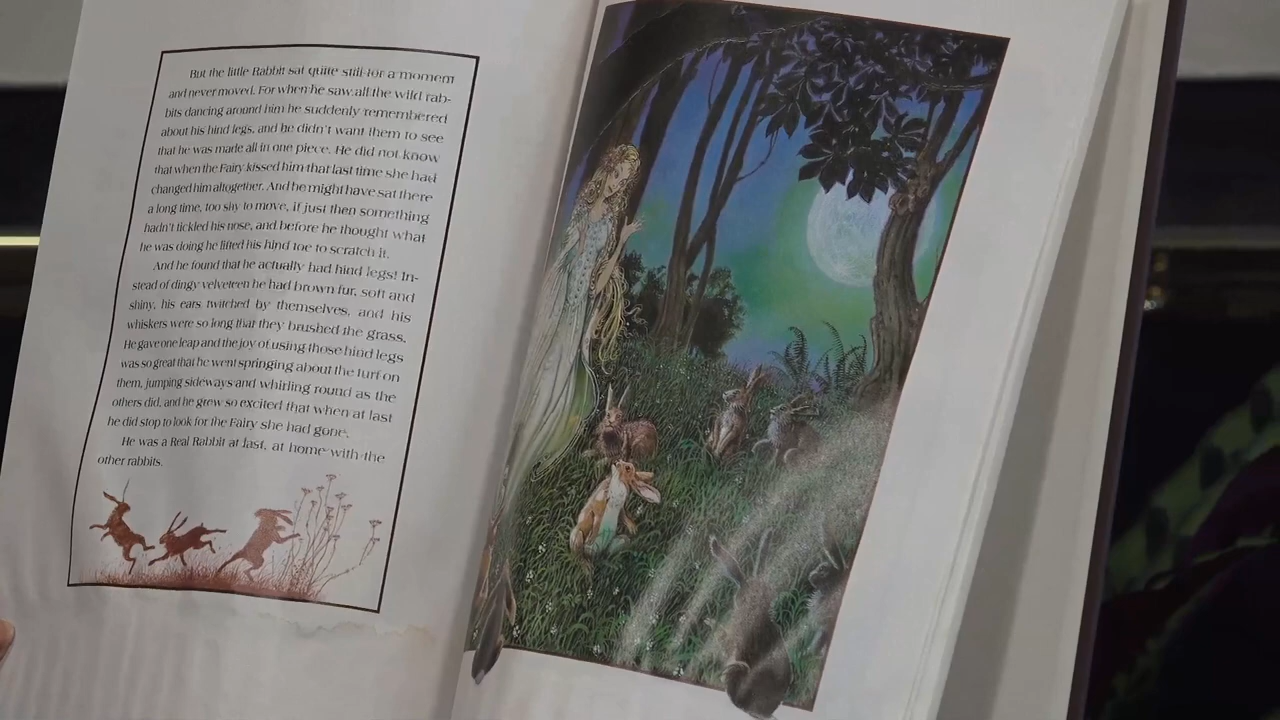 But the little Rabbit sat quite still for a moment
and never moved. For when he saw all the wild rab-
bits dancing around him he suddenly remembered
about his hind legs, and he didn't want them to see
that he was made all in one piece. He did not know
that when the Fairy kissed him that last time she had
changed him altogether. And he might have sat there
a long time, too shy to move, if just then something
hadn't tickled his nose, and before he thought what
he was doing he lifted his hind toe to scratch it.
And he found that he actually had hind legs! In-
stead of dingy velveteen he had brown fur, soft and
shiny, his ears twitched by themselves, and his
whiskers were so long that they brushed the grass.
He gave one leap and the joy of using those hind legs
was so great that he went springing about the turf on
them, jumping sideways and whirling round as the
others did, and he grew so excited that when at last
he did stop to look for the Fairy she had gone.
He was a Real Rabbit at last, at home with the
other rabbits.